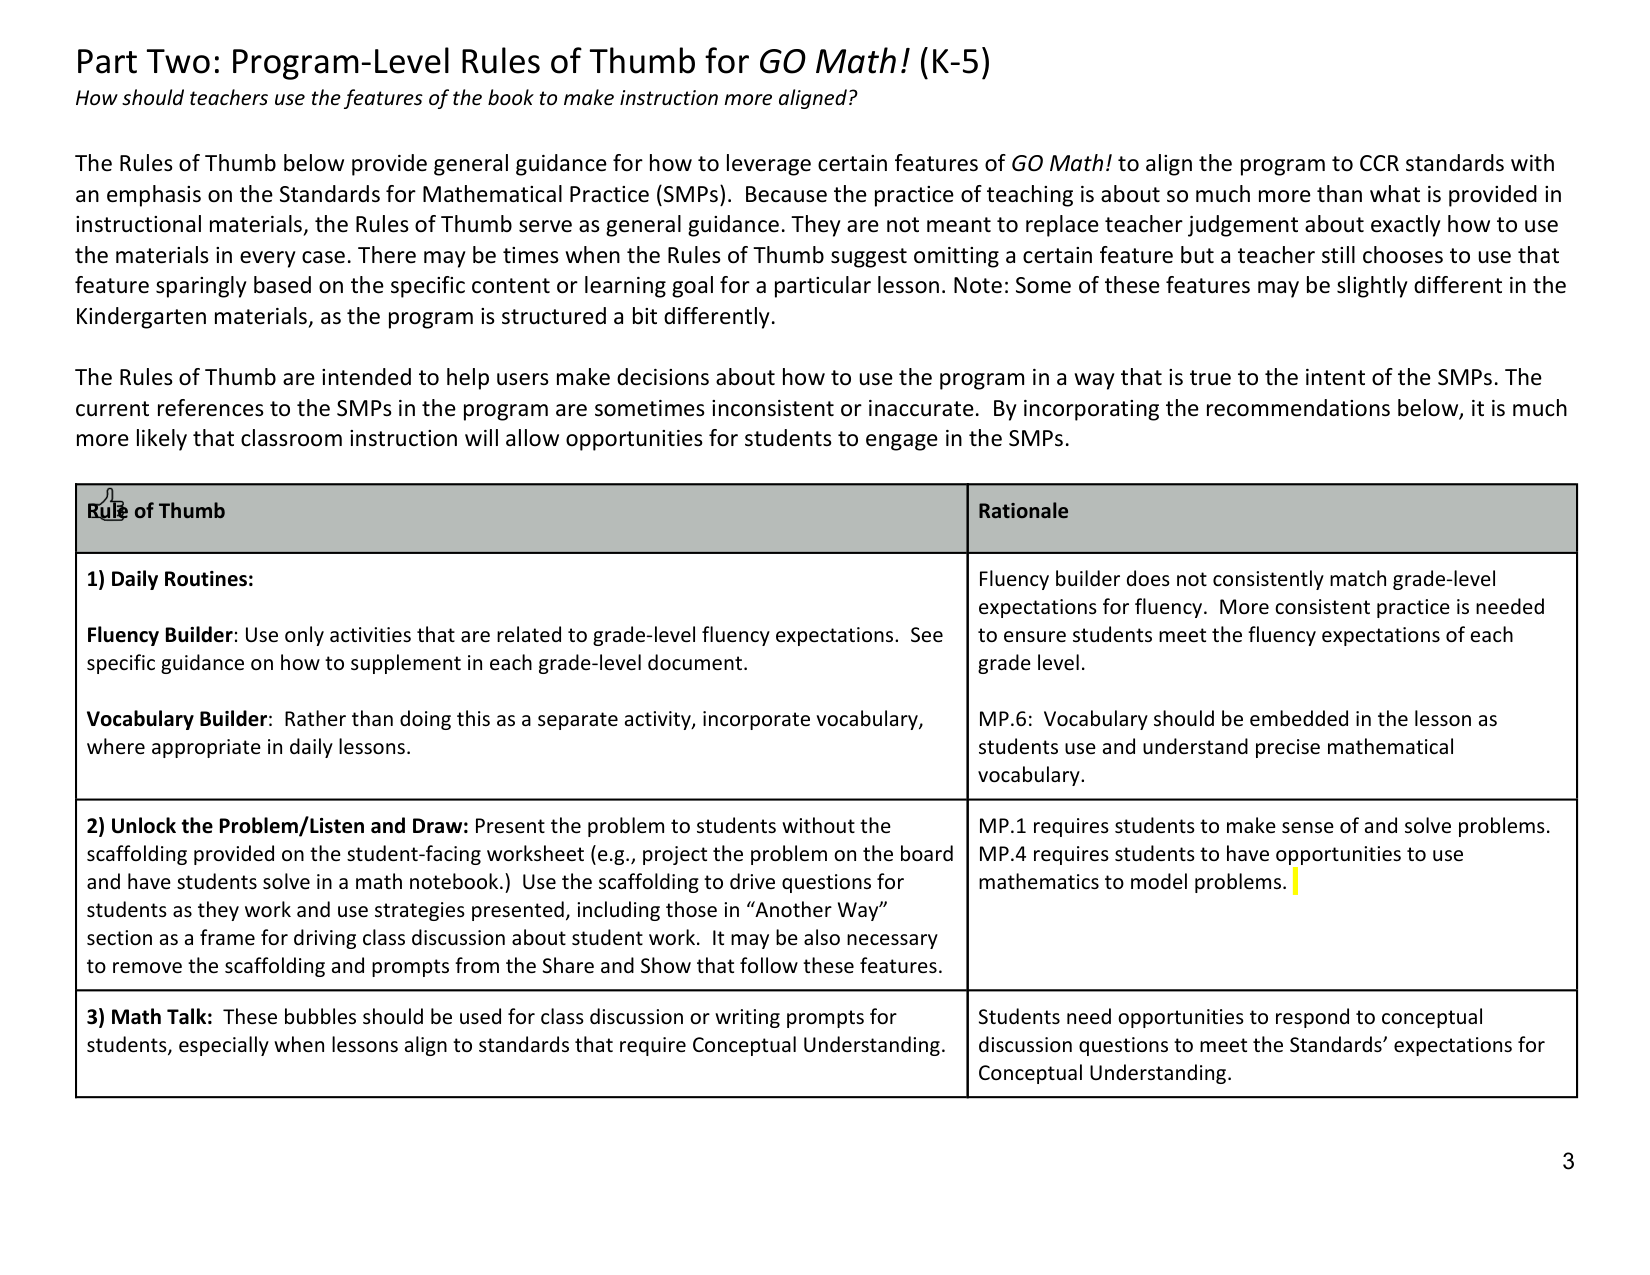 Part Two: Program-Level Rules of Thumb for GO Math! (K-5)
How should teachers use the features of the book to make instruction more aligned?
The Rules of Thumb below provide general guidance for how to leverage certain features of GO Math! to align the program to CCR standards with
an emphasis on the Standards for Mathematical Practice (SMPs).  Because the practice of teaching is about so much more than what is provided in
instructional materials, the Rules of Thumb serve as general guidance. They are not meant to replace teacher judgement about exactly how to use
the materials in every case. There may be times when the Rules of Thumb suggest omitting a certain feature but a teacher still chooses to use that
feature sparingly based on the specific content or learning goal for a particular lesson. Note: Some of these features may be slightly different in the
Kindergarten materials, as the program is structured a bit differently.
The Rules of Thumb are intended to help users make decisions about how to use the program in a way that is true to the intent of the SMPs. The
current references to the SMPs in the program are sometimes inconsistent or inaccurate.  By incorporating the recommendations below, it is much
more likely that classroom instruction will allow opportunities for students to engage in the SMPs.
Rule of Thumb
Rationale
1) Daily Routines:
Fluency Builder: Use only activities that are related to grade-level fluency expectations.  See
specific guidance on how to supplement in each grade-level document.
Vocabulary Builder:  Rather than doing this as a separate activity, incorporate vocabulary,
where appropriate in daily lessons.
Fluency builder does not consistently match grade-level
expectations for fluency.  More consistent practice is needed
to ensure students meet the fluency expectations of each
grade level.
MP.6:  Vocabulary should be embedded in the lesson as
students use and understand precise mathematical
vocabulary.
2) Unlock the Problem/Listen and Draw: Present the problem to students without the
scaffolding provided on the student-facing worksheet (e.g., project the problem on the board
and have students solve in a math notebook.)  Use the scaffolding to drive questions for
students as they work and use strategies presented, including those in “Another Way”
section as a frame for driving class discussion about student work.  It may be also necessary
to remove the scaffolding and prompts from the Share and Show that follow these features.
MP.1 requires students to make sense of and solve problems.
MP.4 requires students to have opportunities to use
mathematics to model problems.
3) Math Talk:  These bubbles should be used for class discussion or writing prompts for
students, especially when lessons align to standards that require Conceptual Understanding.
Students need opportunities to respond to conceptual
discussion questions to meet the Standards’ expectations for
Conceptual Understanding.
3